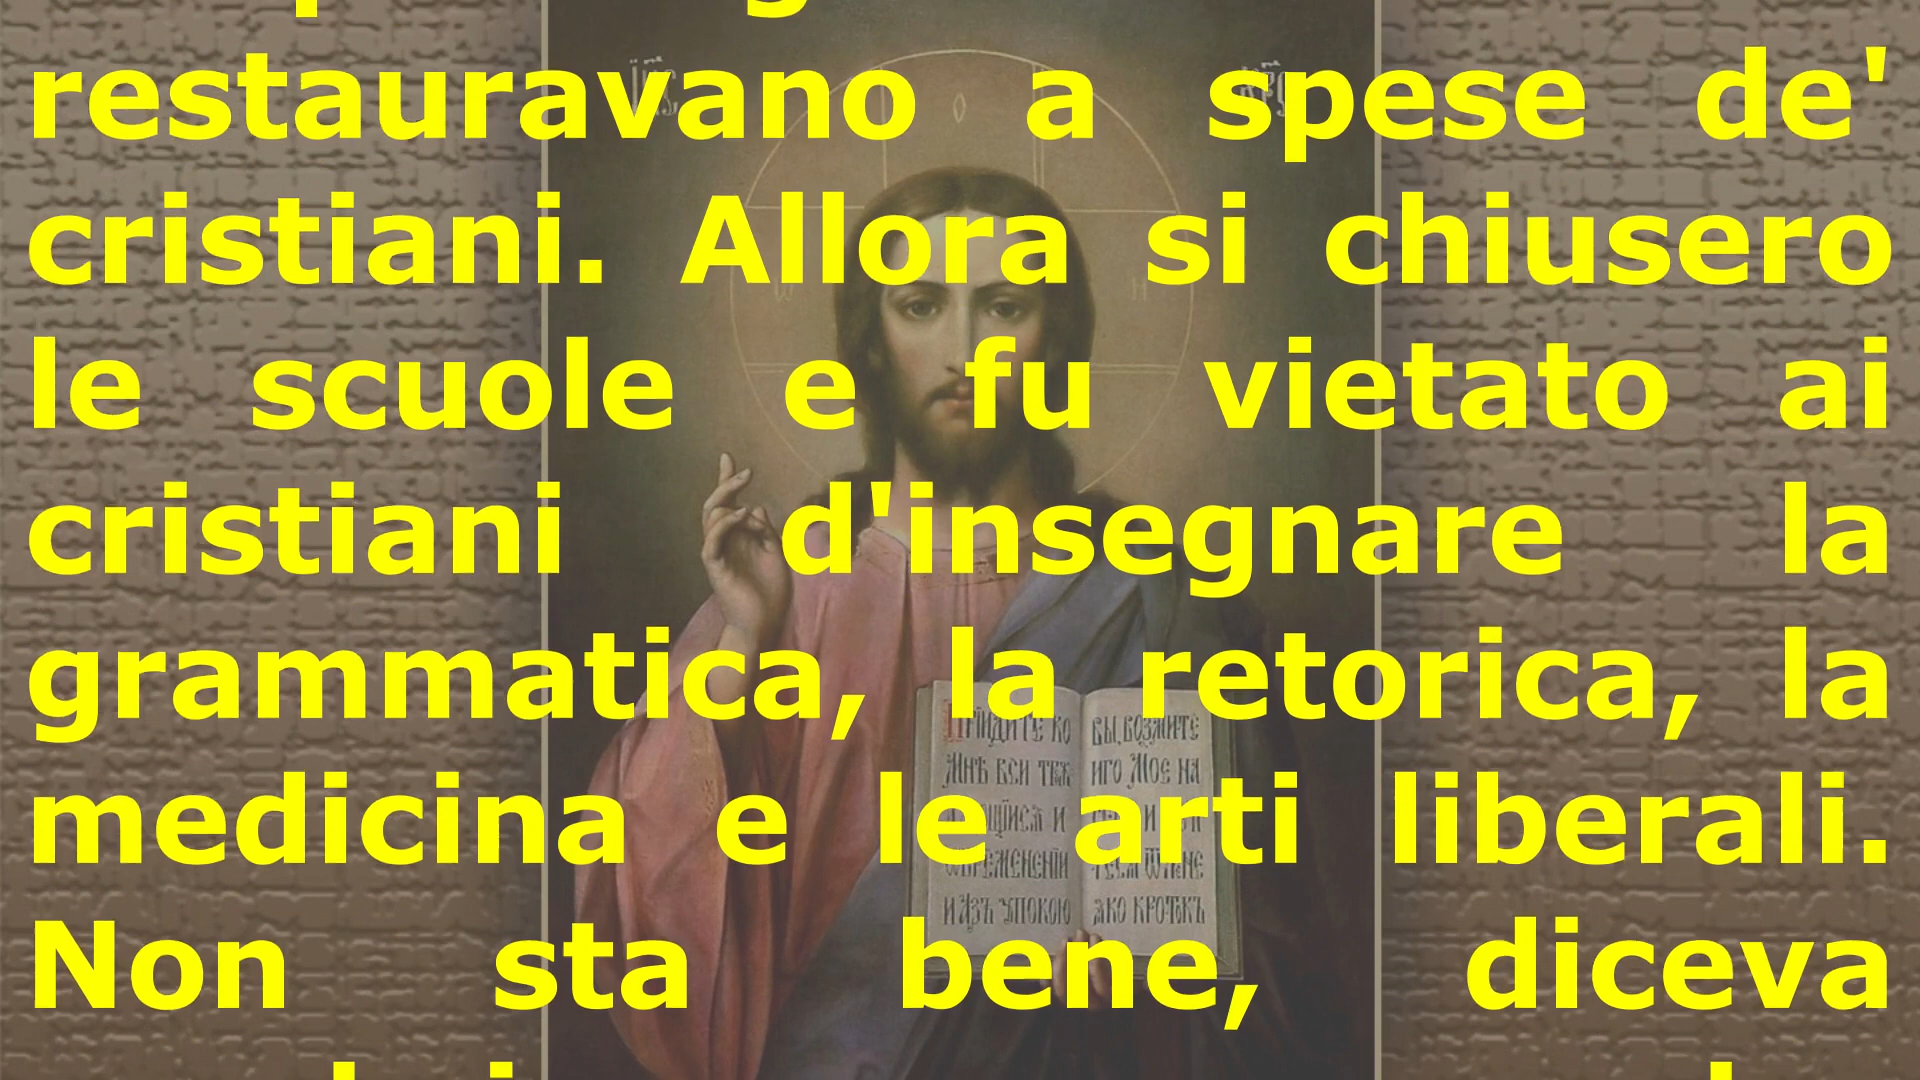 restauravano a spese de'
cristiani. Allora si chiusero
le scuole e fu vietato ai
cristiani d'insegnare la
grammatica, la retorica, la
medicina e le arti liberali.
Non sta bene, diceva